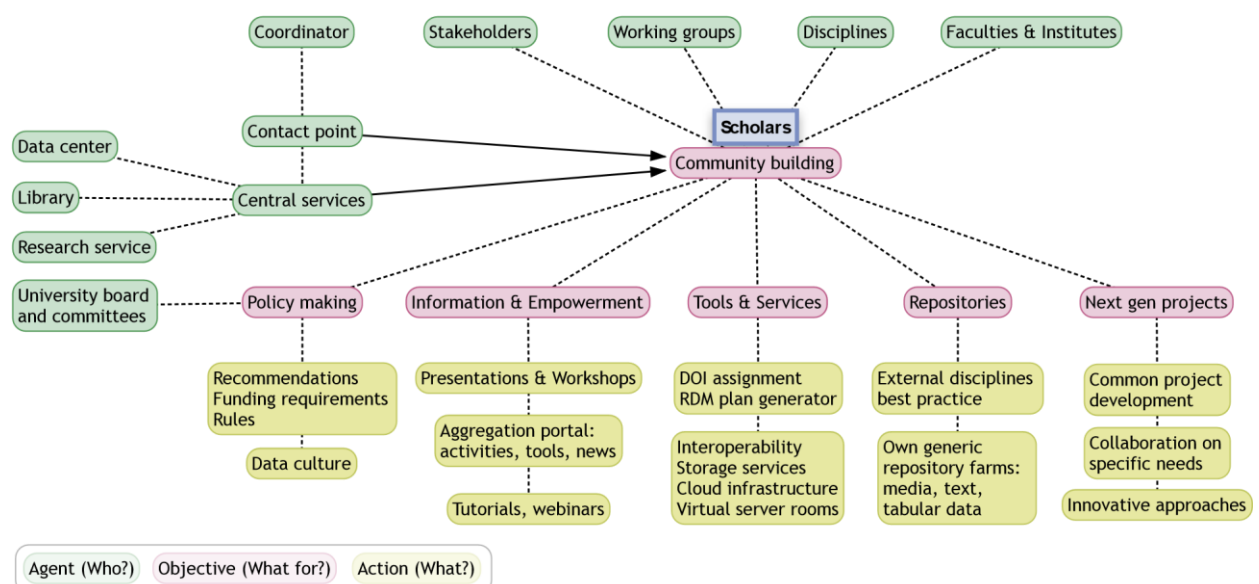 Coordinator
Stakeholders
Working groups
Disciplines
Faculties & Institutes
Scholars
Contact point
Community building
Data center
Library
Central services
Research service
University board
and committees
Policy making
Information & Empowerment
Tools & Services
Repositories
Next gen projects
Recommendations
Funding requirements
Rules
Data culture
Presentations & Workshops
Aggregation portal:
activities, tools, news
Tutorials, webinars
DOI assignment
RDM plan generator
Interoperability
Storage services
Cloud infrastructure
Virtual server rooms
External disciplines
best practice
Own generic
repository farms:
media, text,
tabular data
Common project
development
Collaboration on
specific needs
Innovative approaches
Agent (Who?)
Objective (What for?)
Action (What?)